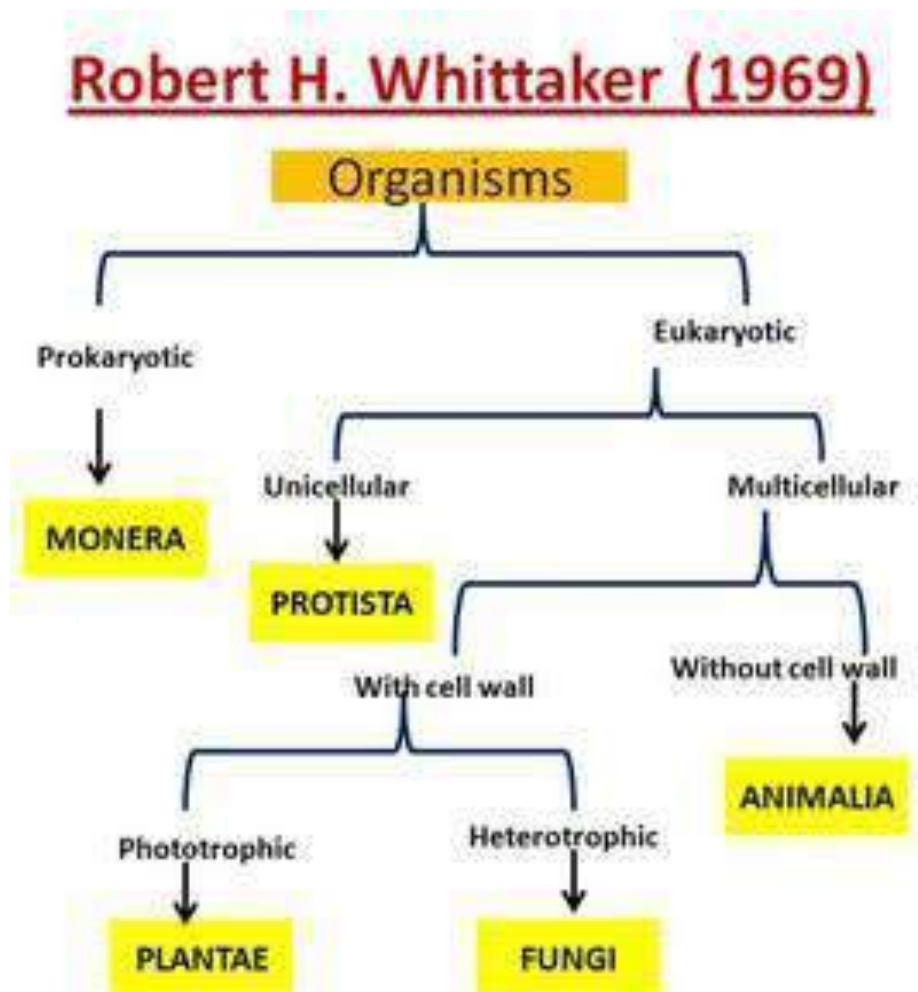 Robert H. Whittaker (1969)
Organisms
Prokaryotic
Eukaryotic
MONERA
Unicellular
Multicellular
PROTISTA
With cell wall
Without cell wall
ANIMALIA
Phototrophic
Heterotrophic
PLANTAE
FUNGI